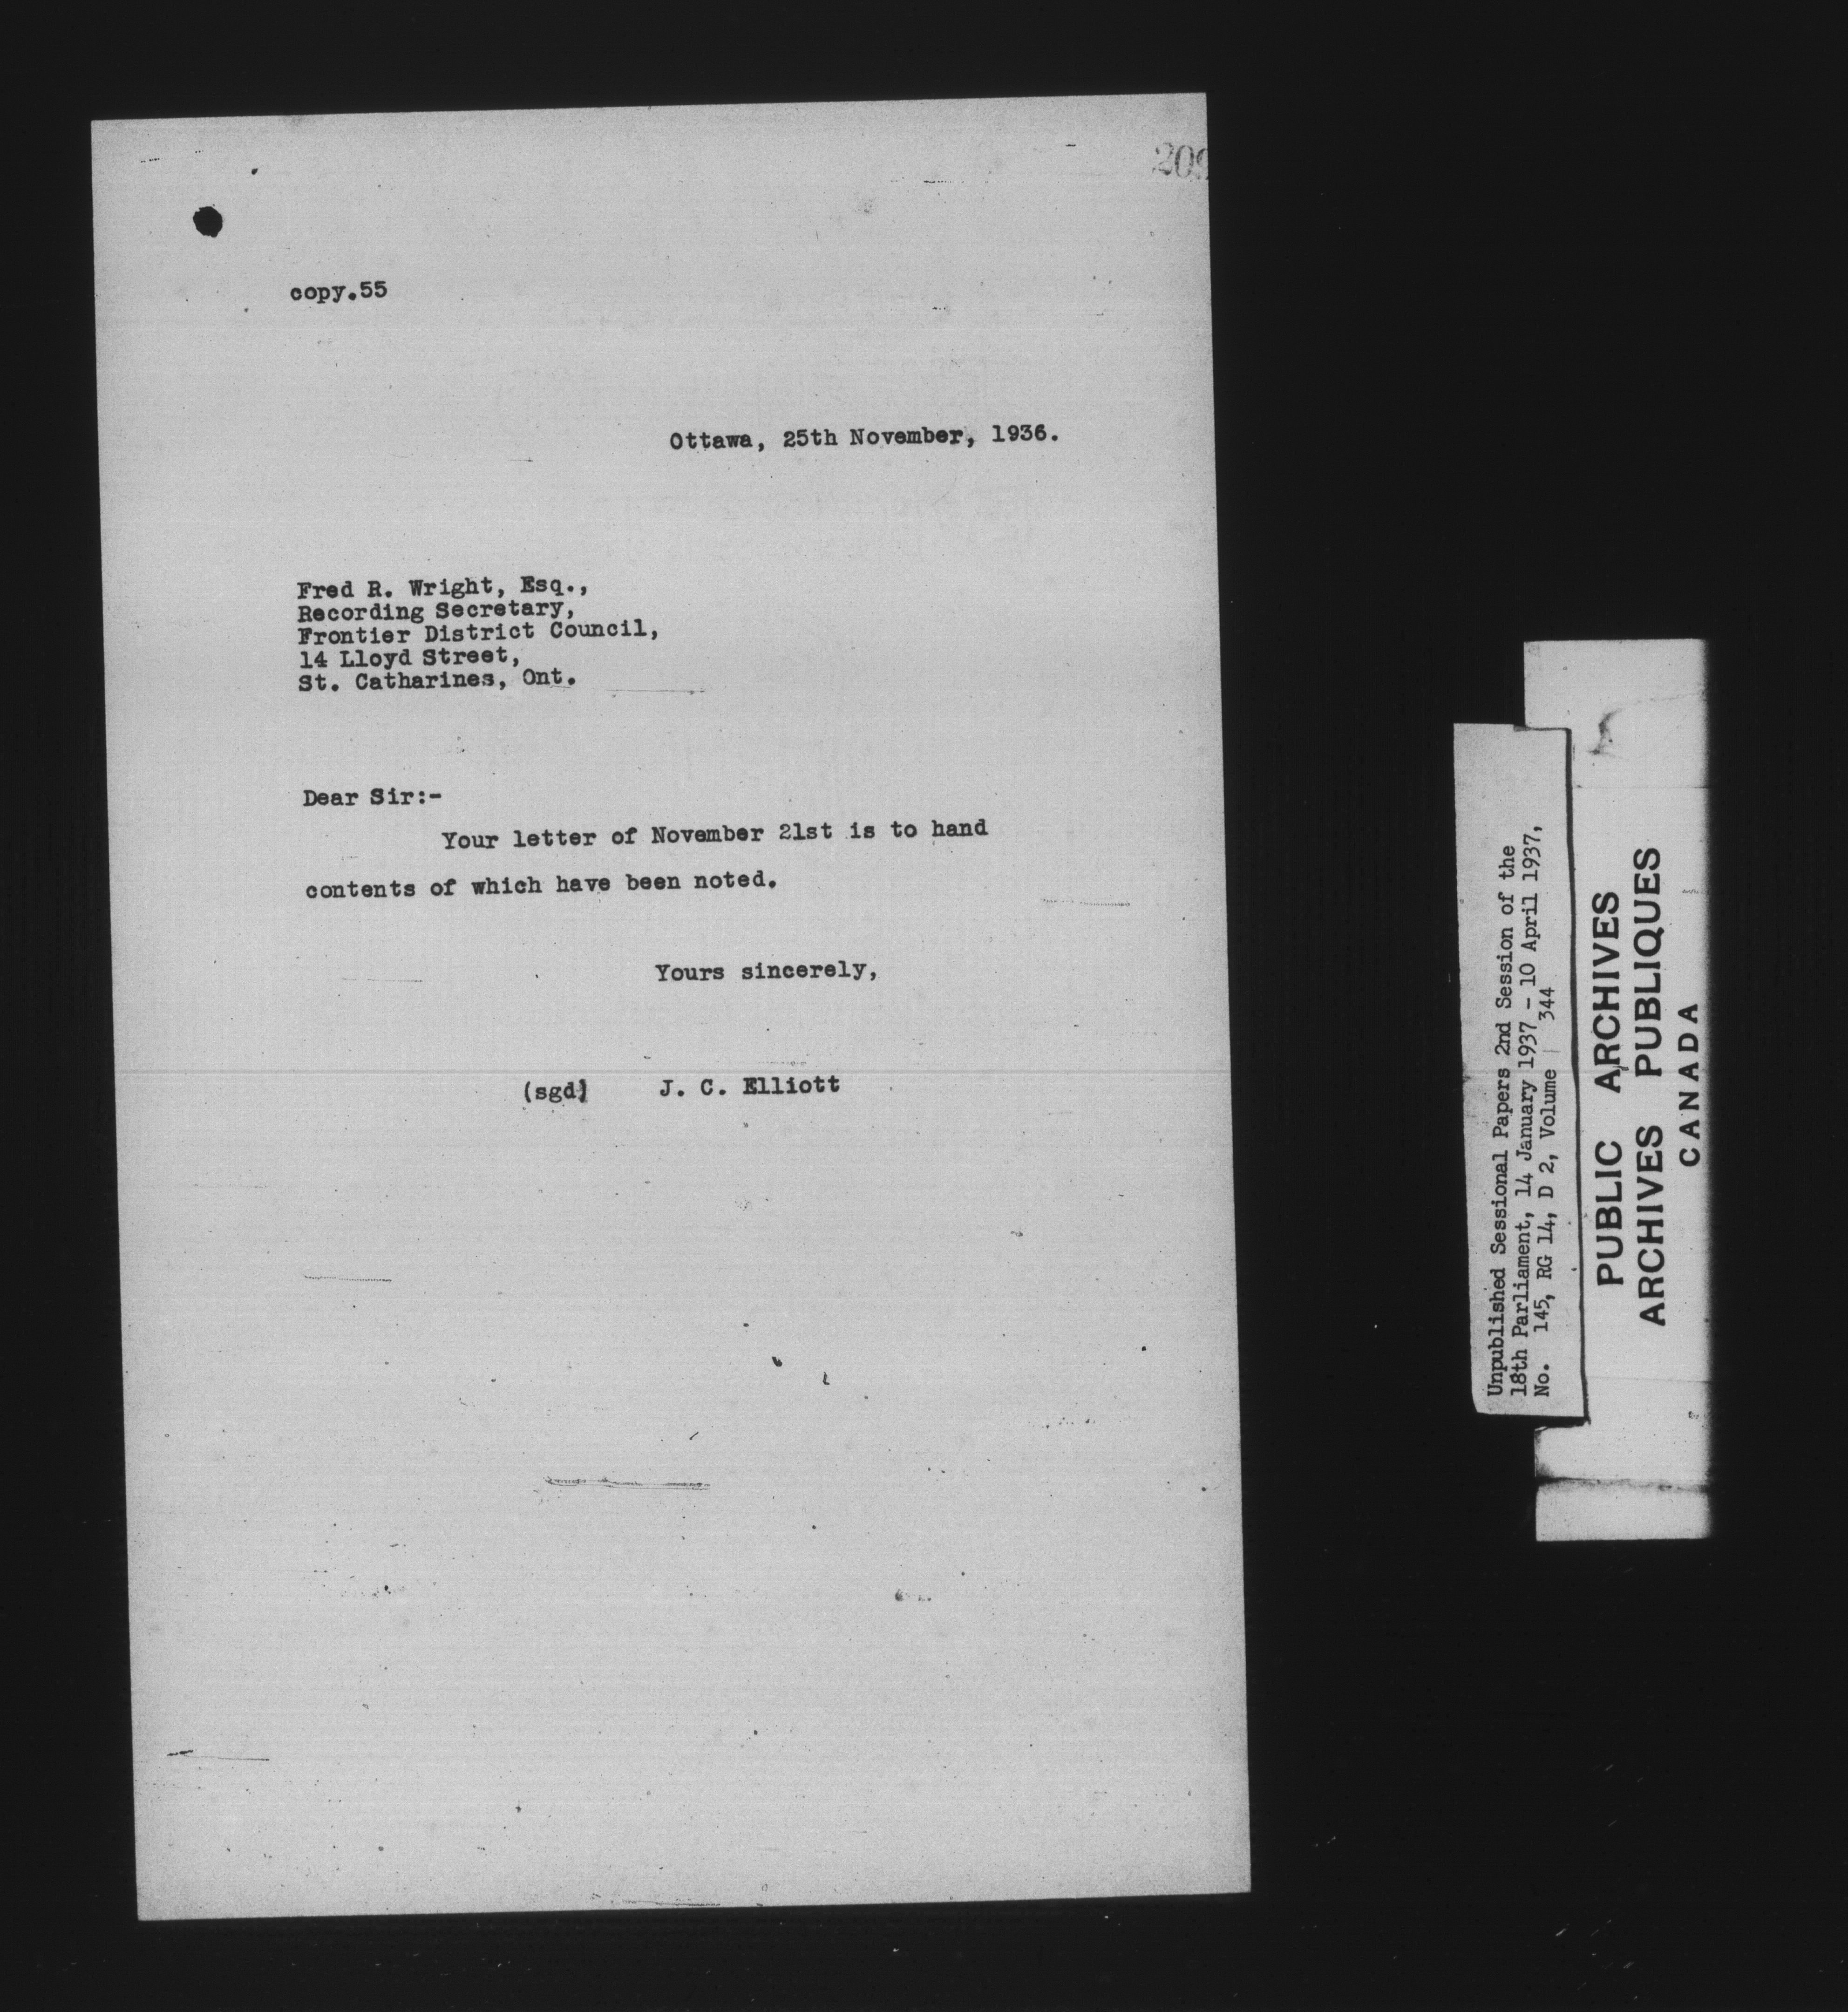 209
copy.55
Ottawa, 25th November, 1936.
Fred R. Wright, Esq.,
Recording Secretary,
Frontier District Council,
14 Lloyd Street,
St. Catharines, Ont.
Dear Sir:-
Your letter of November 21st is to hand
contents of which have been noted.
Yours sincerely,
(sgd) J. C. Elliott
Unpublished Sessional Papers 2nd Session of the
18th Parliament, 14 January 1937 - 10 April 1937,
No. 145, RG 14, D 2, Volume 344
PUBLIC ARCHIVES
ARCHIVES PUBLIQUES
CANADA